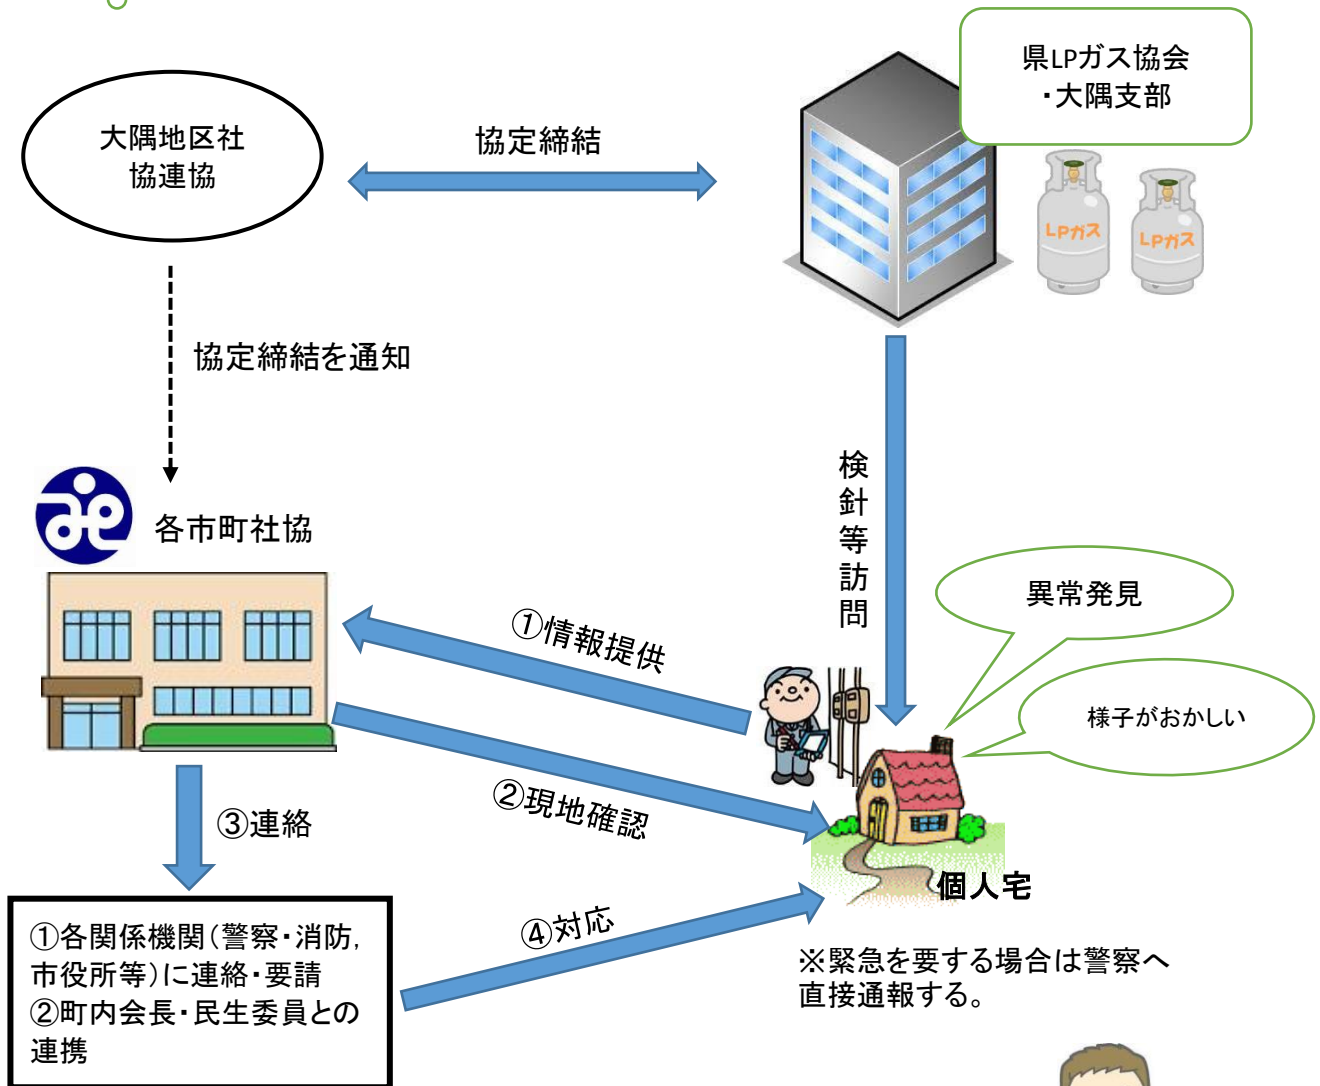 県LPガス協会
・大隅支部
大隅地区社
協連協
協定締結
LPガス
LPガス
協定締結を通知
検針等訪問
各市町社協
異常発見
様子がおかしい
①情報提供
②現地確認
③連絡
個人宅
④対応
①各関係機関（警察・消防,
市役所等）に連絡・要請
②町内会長・民生委員との
連携
※緊急を要する場合は警察へ
直接通報する。